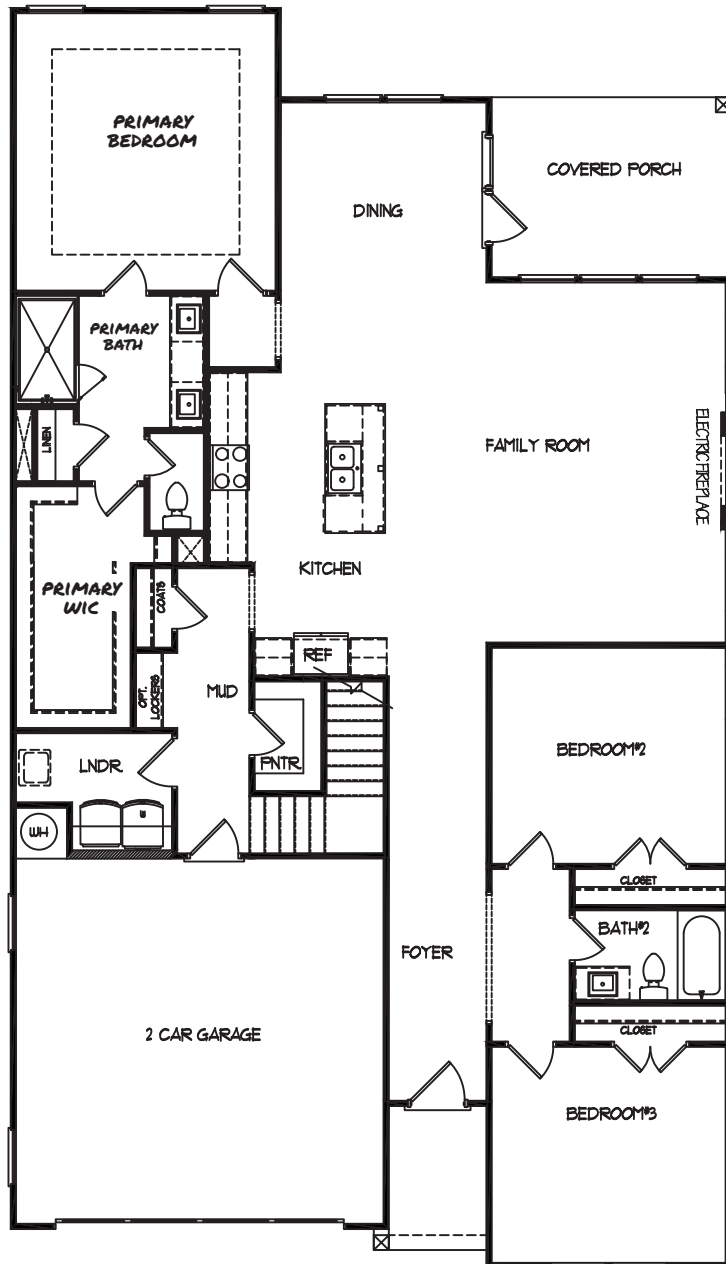 PRIMARY
BEDROOM
COVERED PORCH
DINING
PRIMARY
BATH
LINEN
FAMILY ROOM
ELECTRIC FIREPLACE
KITCHEN
PRIMARY
WIC
COATS
REF
OPT.
LOCKERS
MUD
PNTR.
LNDR.
WH
BEDROOM#2
CLOSET
BATH#2
FOYER
2 CAR GARAGE
CLOSET
BEDROOM#3